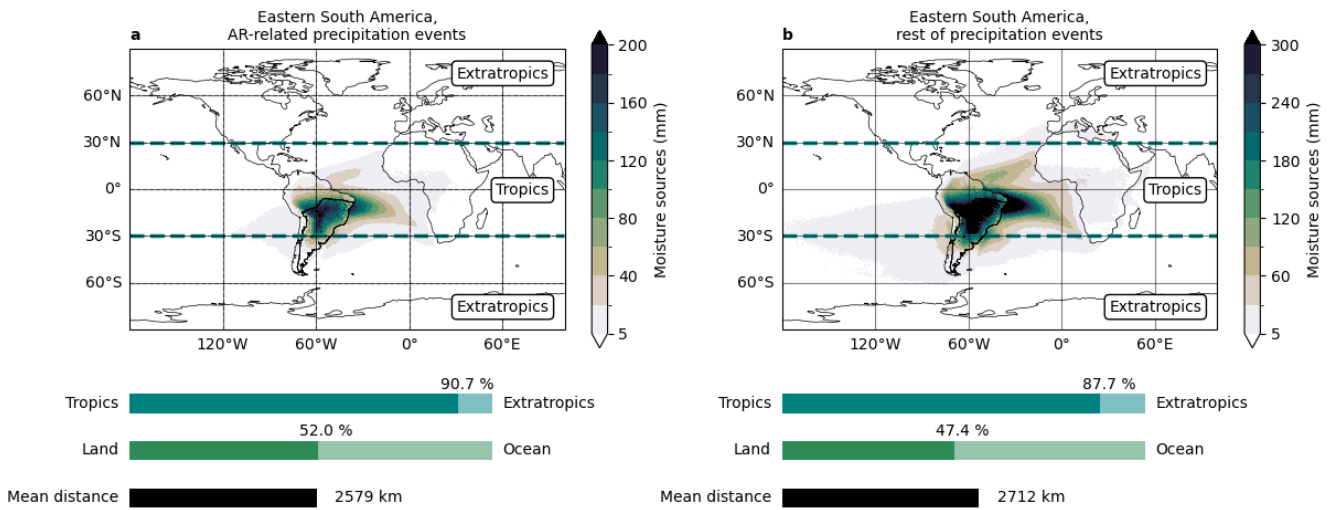 Eastern South America,
a AR-related precipitation events
Extratropics
60°N
30°N
0°
Tropics
30°S
60°S
Extratropics
120°W 60°W 0° 60°E
200
160
120
80
40
5
Moisture sources (mm)
90.7 %
Tropics Extratropics
52.0 %
Land Ocean
Mean distance 2579 km
Eastern South America,
b rest of precipitation events
Extratropics
60°N
30°N
0°
Tropics
30°S
60°S
Extratropics
120°W 60°W 0° 60°E
300
240
180
120
60
5
Moisture sources (mm)
87.7 %
Tropics Extratropics
47.4 %
Land Ocean
Mean distance 2712 km